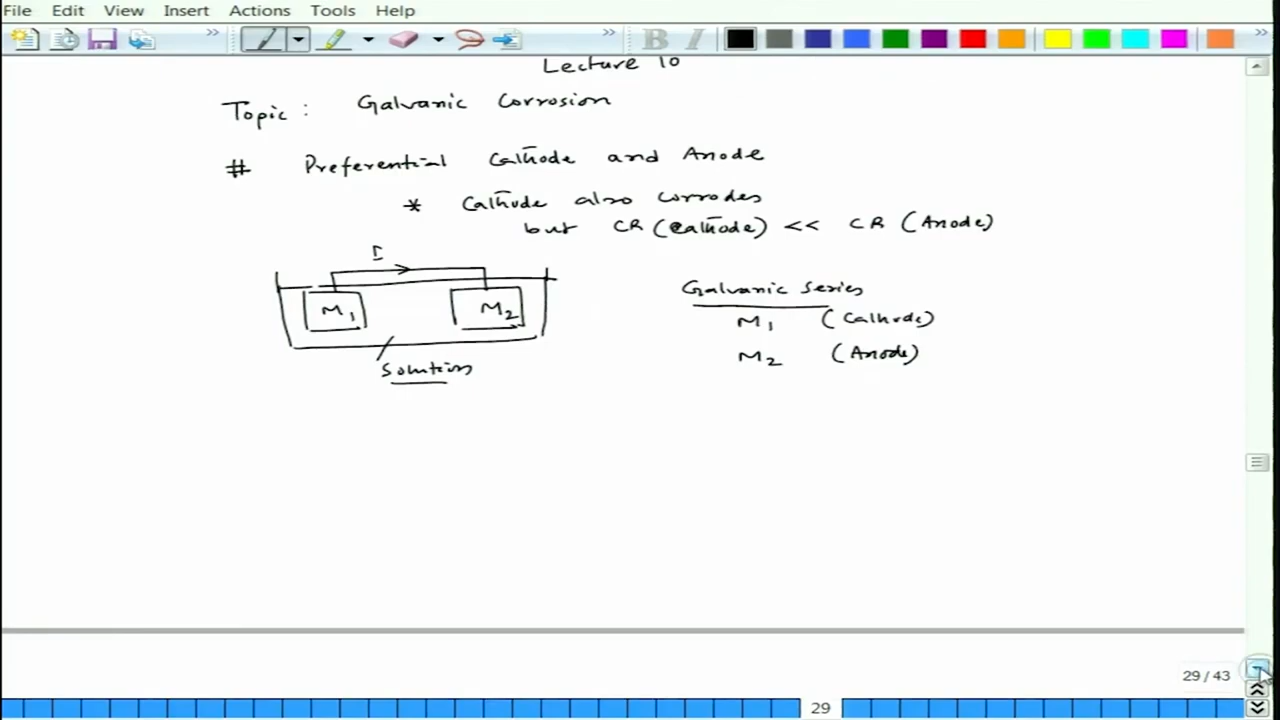 File Edit View Insert Actions Tools Help
B I
Lecture 10
Topic : Galvanic Corrosion
# Preferential Cathode and Anode
* Cathode also corrodes
but CR (Cathode) << CR (Anode)
I
M1 M2
Solution
Galvanic Series
M1 (Cathode)
M2 (Anode)
29 / 43
29